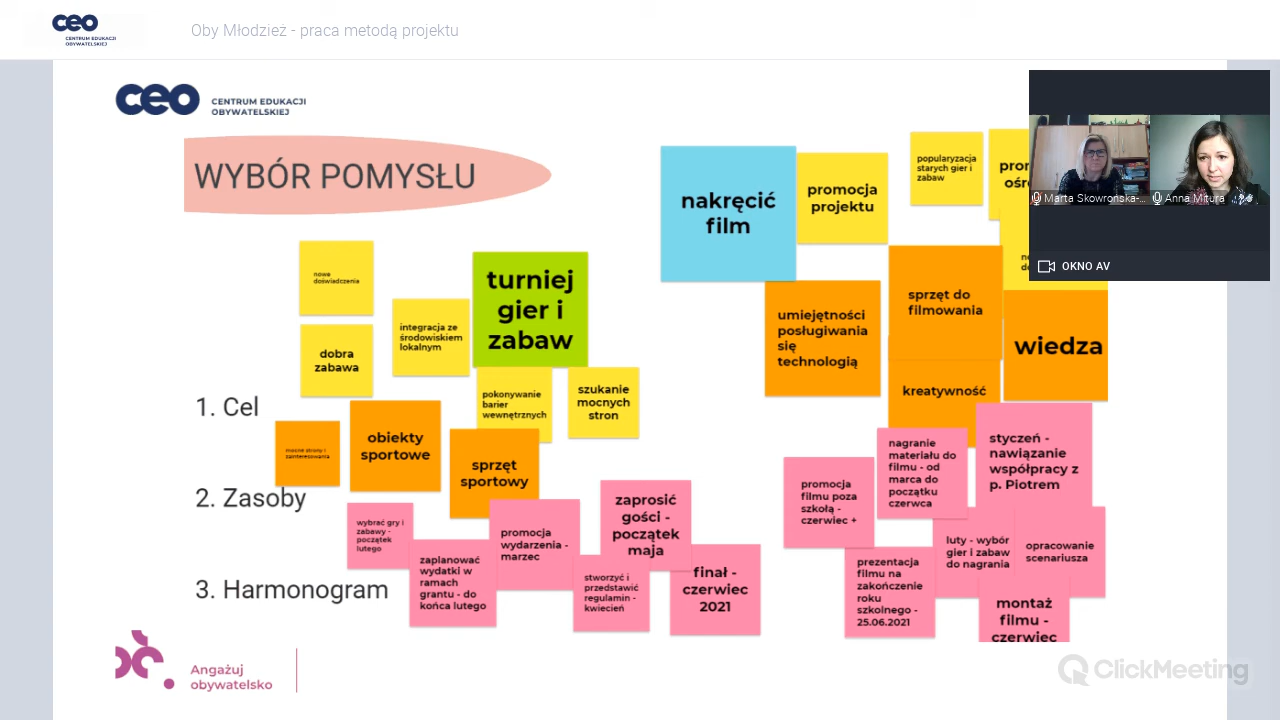 ceo
CENTRUM EDUKACJI
OBYWATELSKIEJ
Oby Młodzież - praca metodą projektu
ceo
CENTRUM EDUKACJI
OBYWATELSKIEJ
WYBÓR POMYSŁU
nowe
doświadczenia
dobra
zabawa
integracja ze
środowiskiem
lokalnym
turniej
gier i
zabaw
pokonywanie
barier
wewnętrznych
szukanie
mocnych
stron
1. Cel
mocne strony i
zainteresowania
obiekty
sportowe
sprzęt
sportowy
2. Zasoby
wybrać gry i
zabawy -
początek
lutego
zaplanować
wydatki w
ramach
grantu - do
końca lutego
promocja
wydarzenia -
marzec
stworzyć i
przedstawić
regulamin -
kwiecień
zaprosić
gości -
początek
maja
finał -
czerwiec
2021
3. Harmonogram
nakręcić
film
promocja
projektu
popularyzacja
starych gier i
zabaw
umiejętności
posługiwania
się
technologią
sprzęt do
filmowania
wiedza
kreatywność
promocja
filmu poza
szkołą -
czerwiec +
nagranie
materiału do
filmu - od
marca do
początku
czerwca
styczeń -
nawiązanie
współpracy z
p. Piotrem
luty - wybór
gier i zabaw
do nagrania
opracowanie
scenariusza
prezentacja
filmu na
zakończenie
roku
szkolnego -
25.06.2021
montaż
filmu -
czerwiec
Marta Skowrońska-...
Anna Mitura
OKNO AV
Angażuj
obywatelsko
ClickMeeting